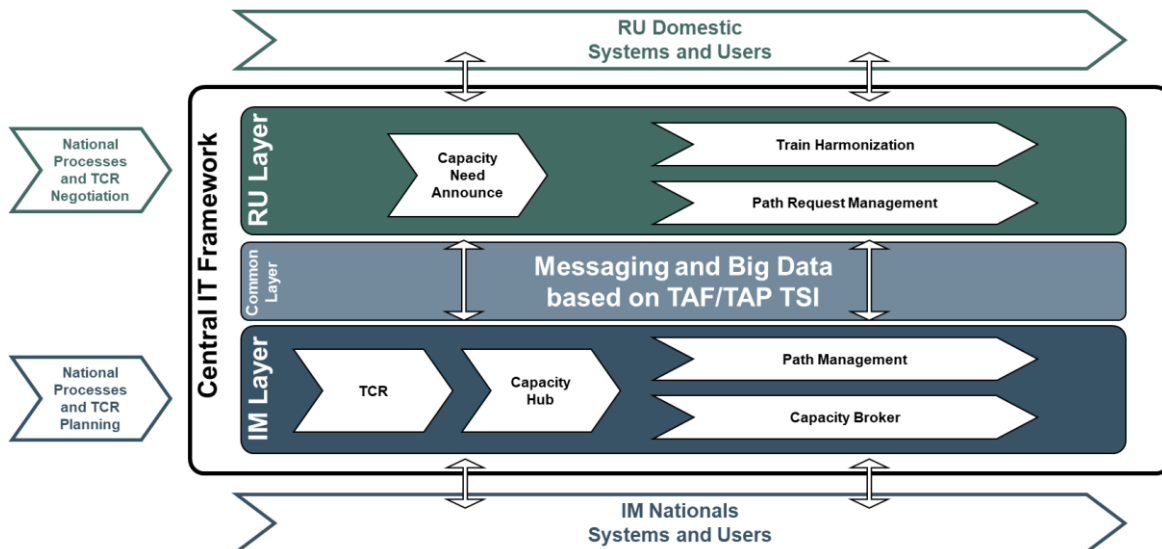 RU Domestic
Systems and Users
National
Processes
and TCR
Negotiation
Central IT Framework
RU Layer
Capacity
Need
Announce
Train Harmonization
Path Request Management
Common
Layer
Messaging and Big Data
based on TAF/TAP TSI
National
Processes
and TCR
Planning
IM Layer
TCR
Capacity
Hub
Path Management
Capacity Broker
IM Nationals
Systems and Users